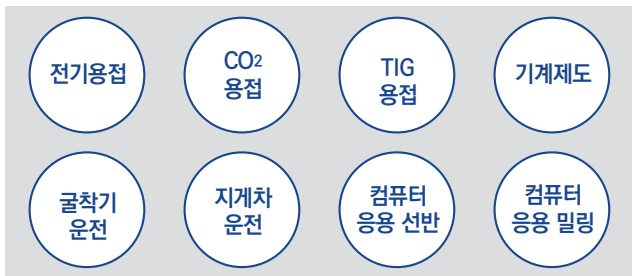 전기용접
CO2
용접
TIG
용접
기계제도
굴착기
운전
지게차
운전
컴퓨터
응용 선반
컴퓨터
응용 밀링